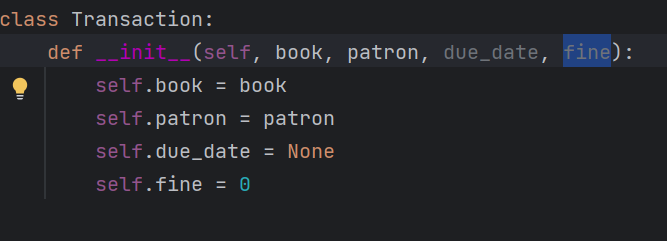 class Transaction:
    def __init__(self, book, patron, due_date, fine):
        self.book = book
        self.patron = patron
        self.due_date = None
        self.fine = 0